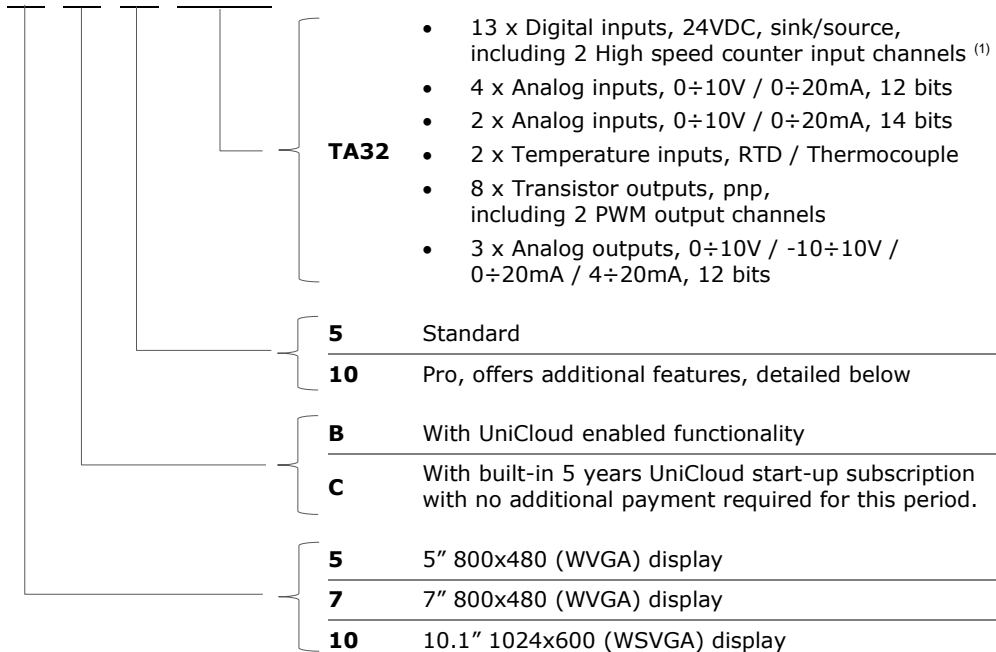 • 13 x Digital inputs, 24VDC, sink/source,
including 2 High speed counter input channels (1)
• 4 x Analog inputs, 0÷10V / 0÷20mA, 12 bits
• 2 x Analog inputs, 0÷10V / 0÷20mA, 14 bits
TA32 • 2 x Temperature inputs, RTD / Thermocouple
• 8 x Transistor outputs, pnp,
including 2 PWM output channels
• 3 x Analog outputs, 0÷10V / -10÷10V /
0÷20mA / 4÷20mA, 12 bits
5 Standard
10 Pro, offers additional features, detailed below
B With UniCloud enabled functionality
C With built-in 5 years UniCloud start-up subscription
with no additional payment required for this period.
5 5″ 800x480 (WVGA) display
7 7″ 800x480 (WVGA) display
10 10.1″ 1024x600 (WSVGA) display